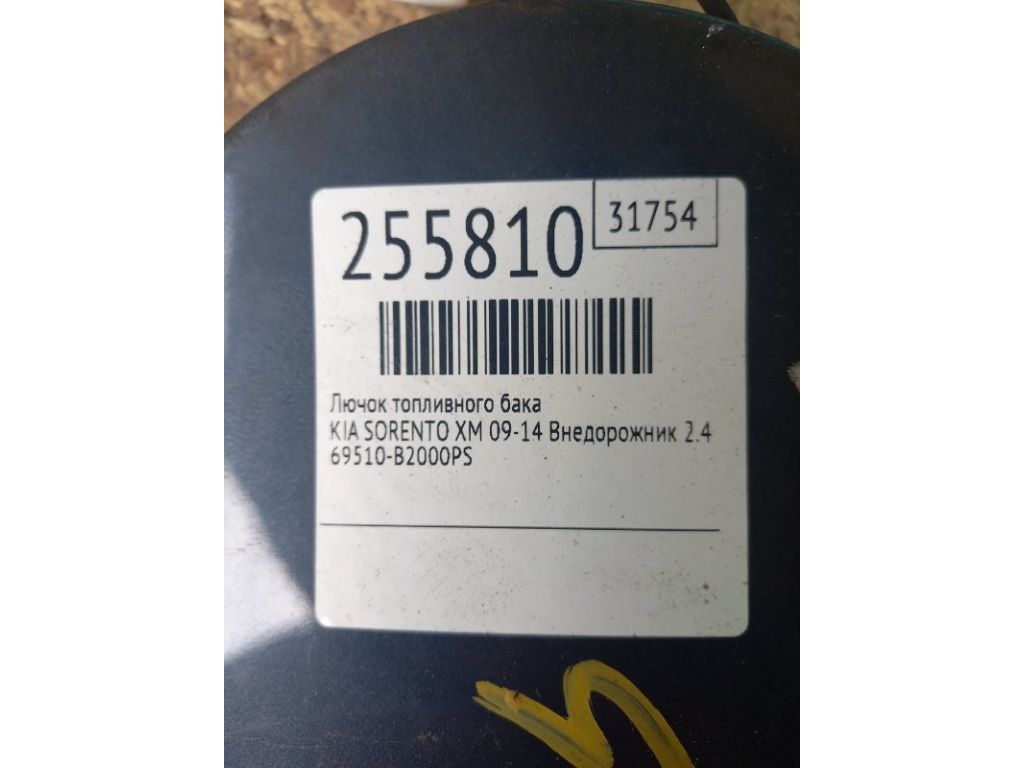 255810
31754
Лючок топливного бака
KIA SORENTO XM 09-14 Внедорожник 2.4
69510-B2000PS